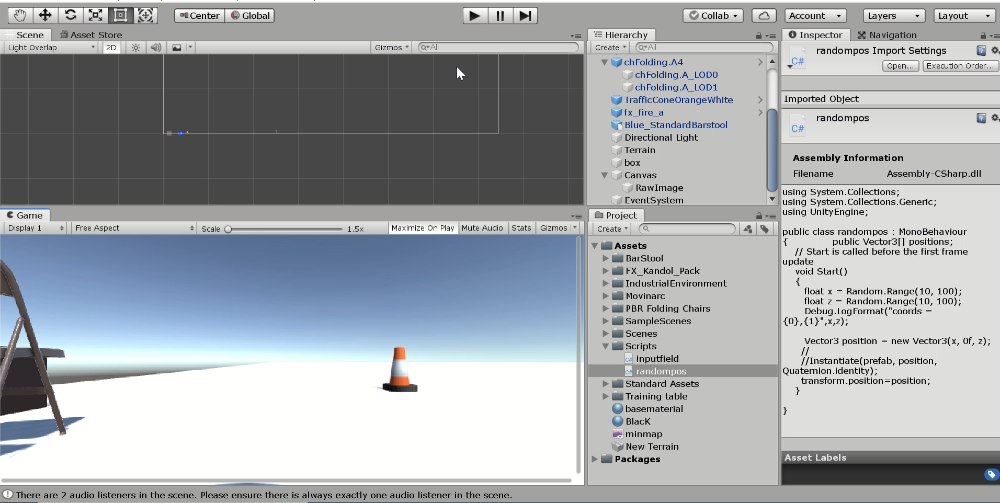 Center
Global
Collab
Account
Layers
Layout
Scene
Asset Store
Light Overlap
2D
Gizmos
All
Hierarchy
Create
All
chFolding.A4
chFolding.A_LOD0
chFolding.A_LOD1
TrafficConeOrangeWhite
fx_fire_a
Blue_StandardBarstool
Directional Light
Terrain
box
Canvas
RawImage
EventSystem
Inspector
Navigation
C#
randompos Import Settings
Open...
Execution Order...
Imported Object
C#
randompos
Assembly Information
Filename Assembly-CSharp.dll
using System.Collections;
using System.Collections.Generic;
using UnityEngine;
public class randompos : MonoBehaviour
{ public Vector3[] positions;
// Start is called before the first frame
update
void Start()
{
float x = Random.Range(10, 100);
float z = Random.Range(10, 100);
Debug.LogFormat("coords =
{0},{1}",x,z);
Vector3 position = new Vector3(x, 0f, z);
//
//Instantiate(prefab, position,
Quaternion.identity);
transform.position=position;
}
}
Asset Labels
Game
Display 1
Free Aspect
Scale
1.5x
Maximize On Play
Mute Audio
Stats
Gizmos
Project
Create
Assets
BarStool
FX_Kandol_Pack
IndustrialEnvironment
Movinarc
PBR Folding Chairs
SampleScenes
Scenes
Scripts
C# inputfield
C# randompos
Standard Assets
Training table
basematerial
BlacK
minmap
New Terrain
Packages
There are 2 audio listeners in the scene. Please ensure there is always exactly one audio listener in the scene.